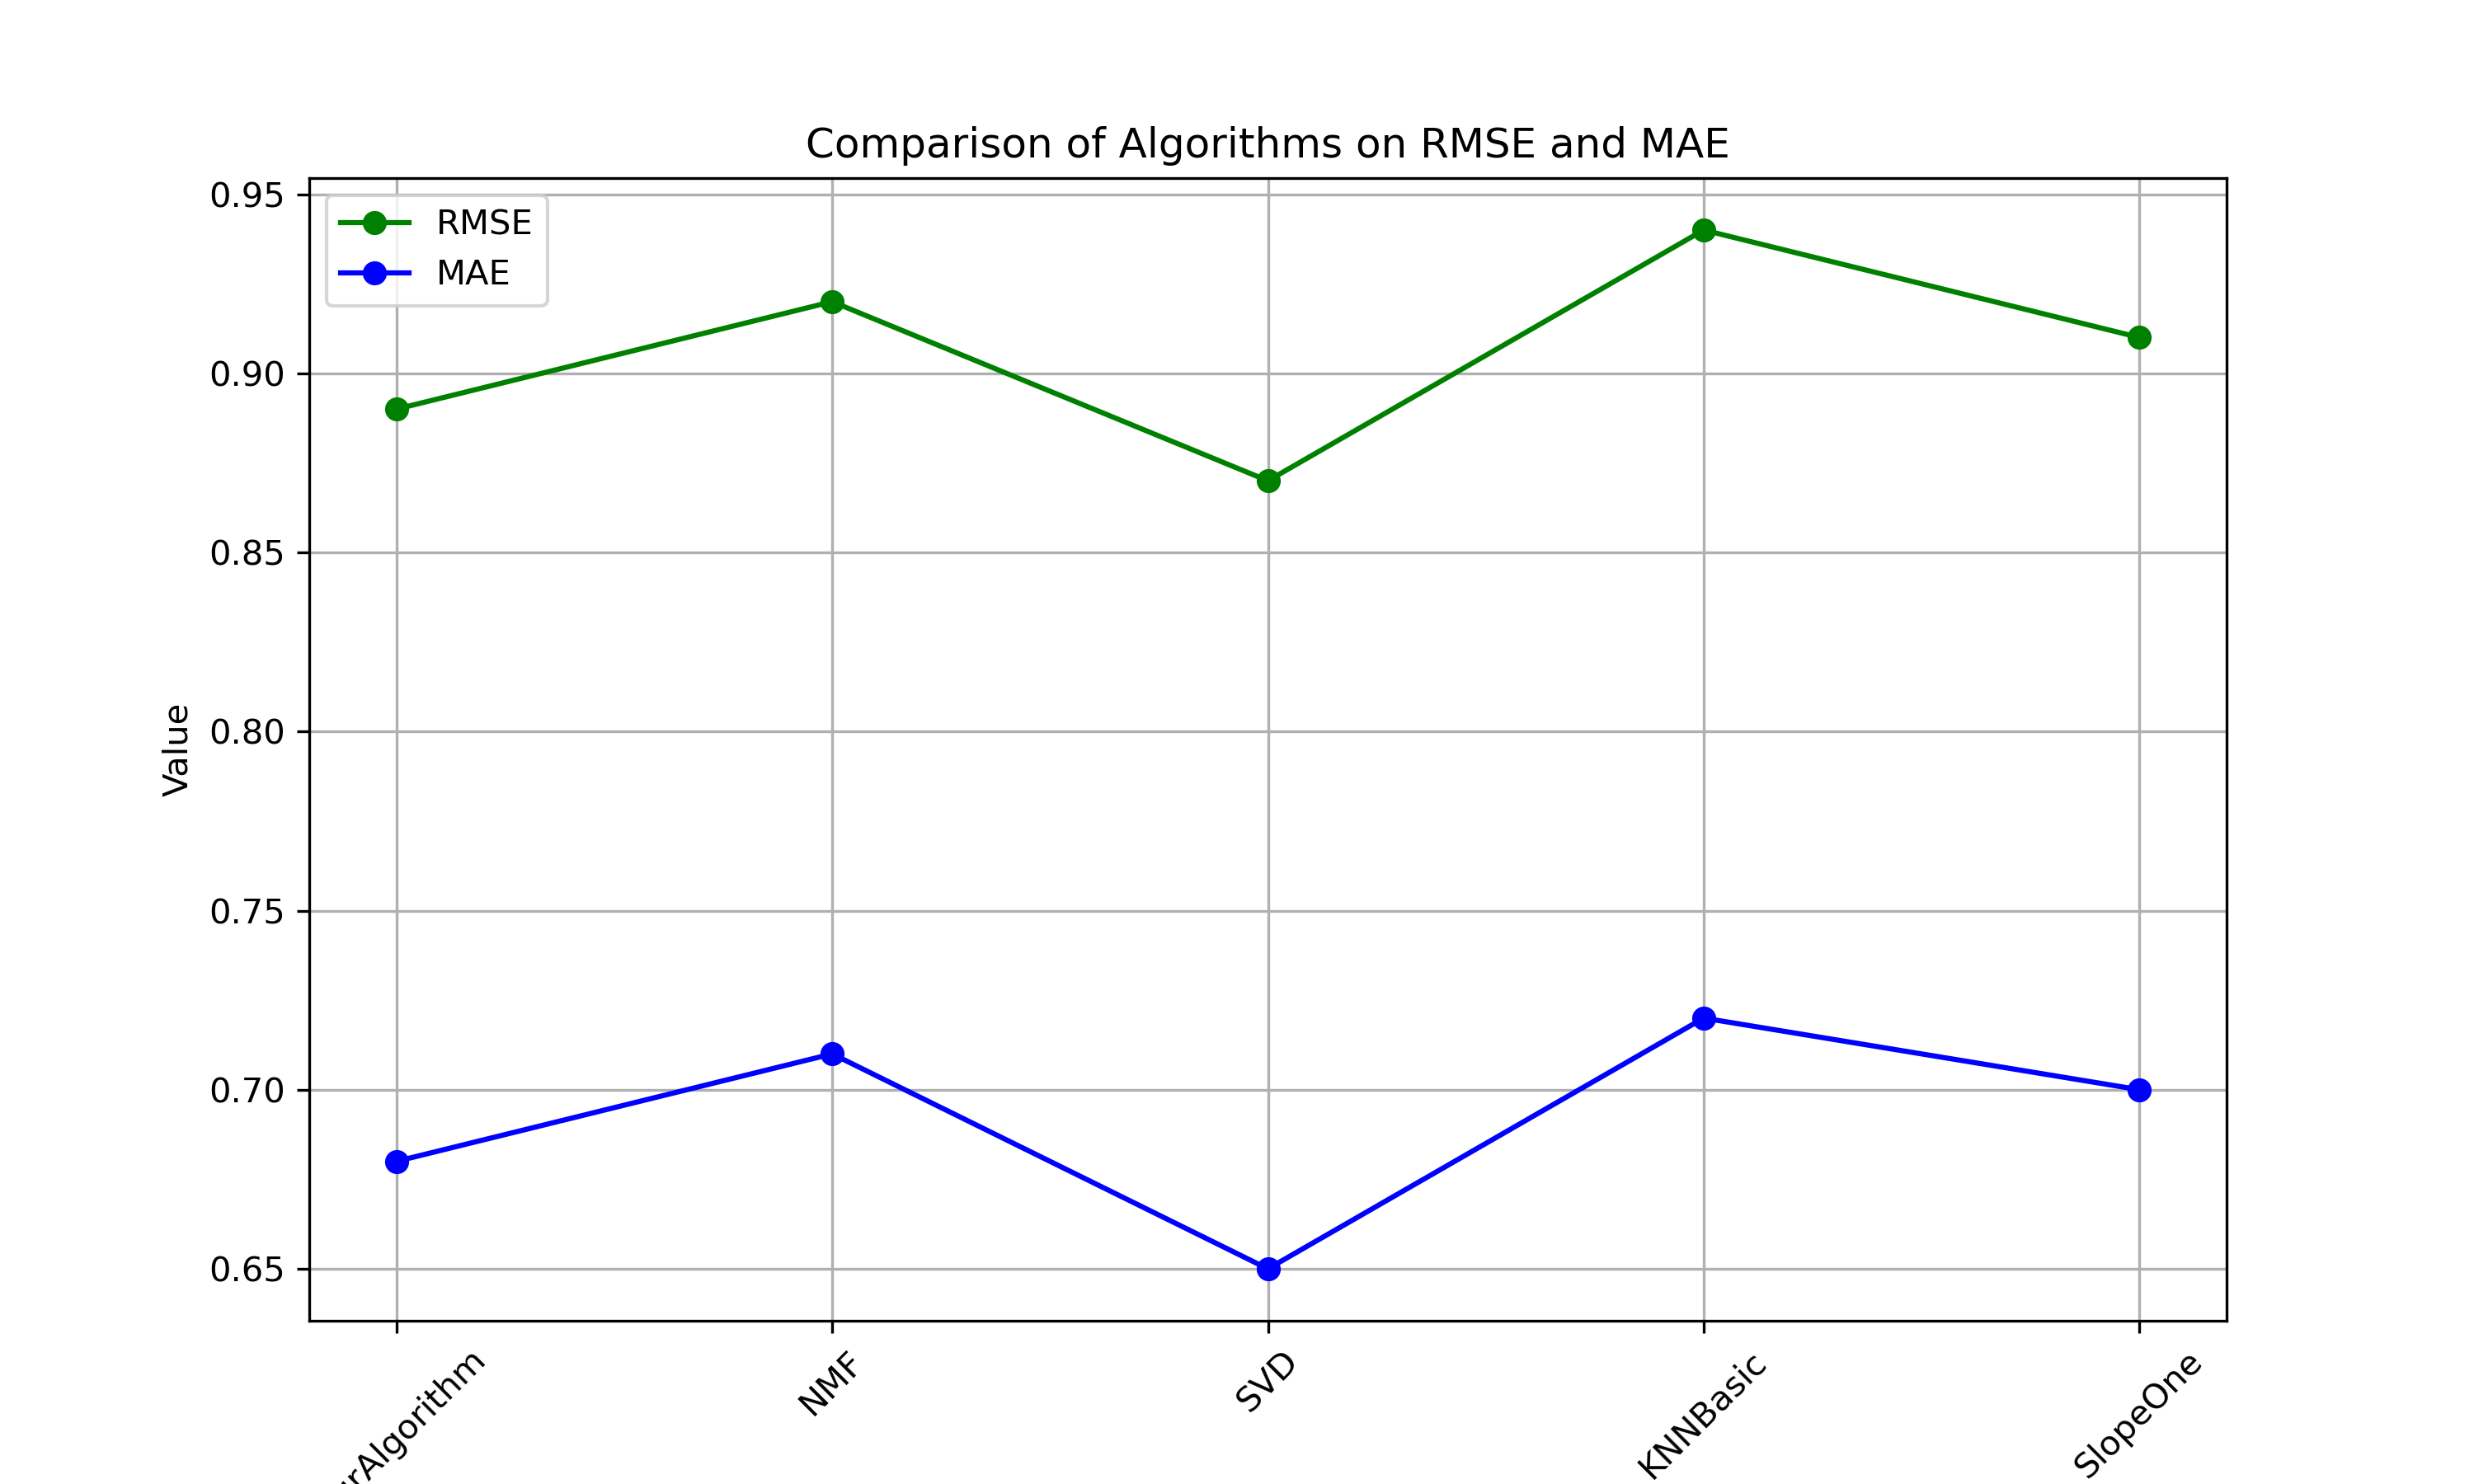 Comparison of Algorithms on RMSE and MAE
RMSE
MAE
Value
0.95
0.90
0.85
0.80
0.75
0.70
0.65
NMF
SVD
KNNBasic
SlopeOne